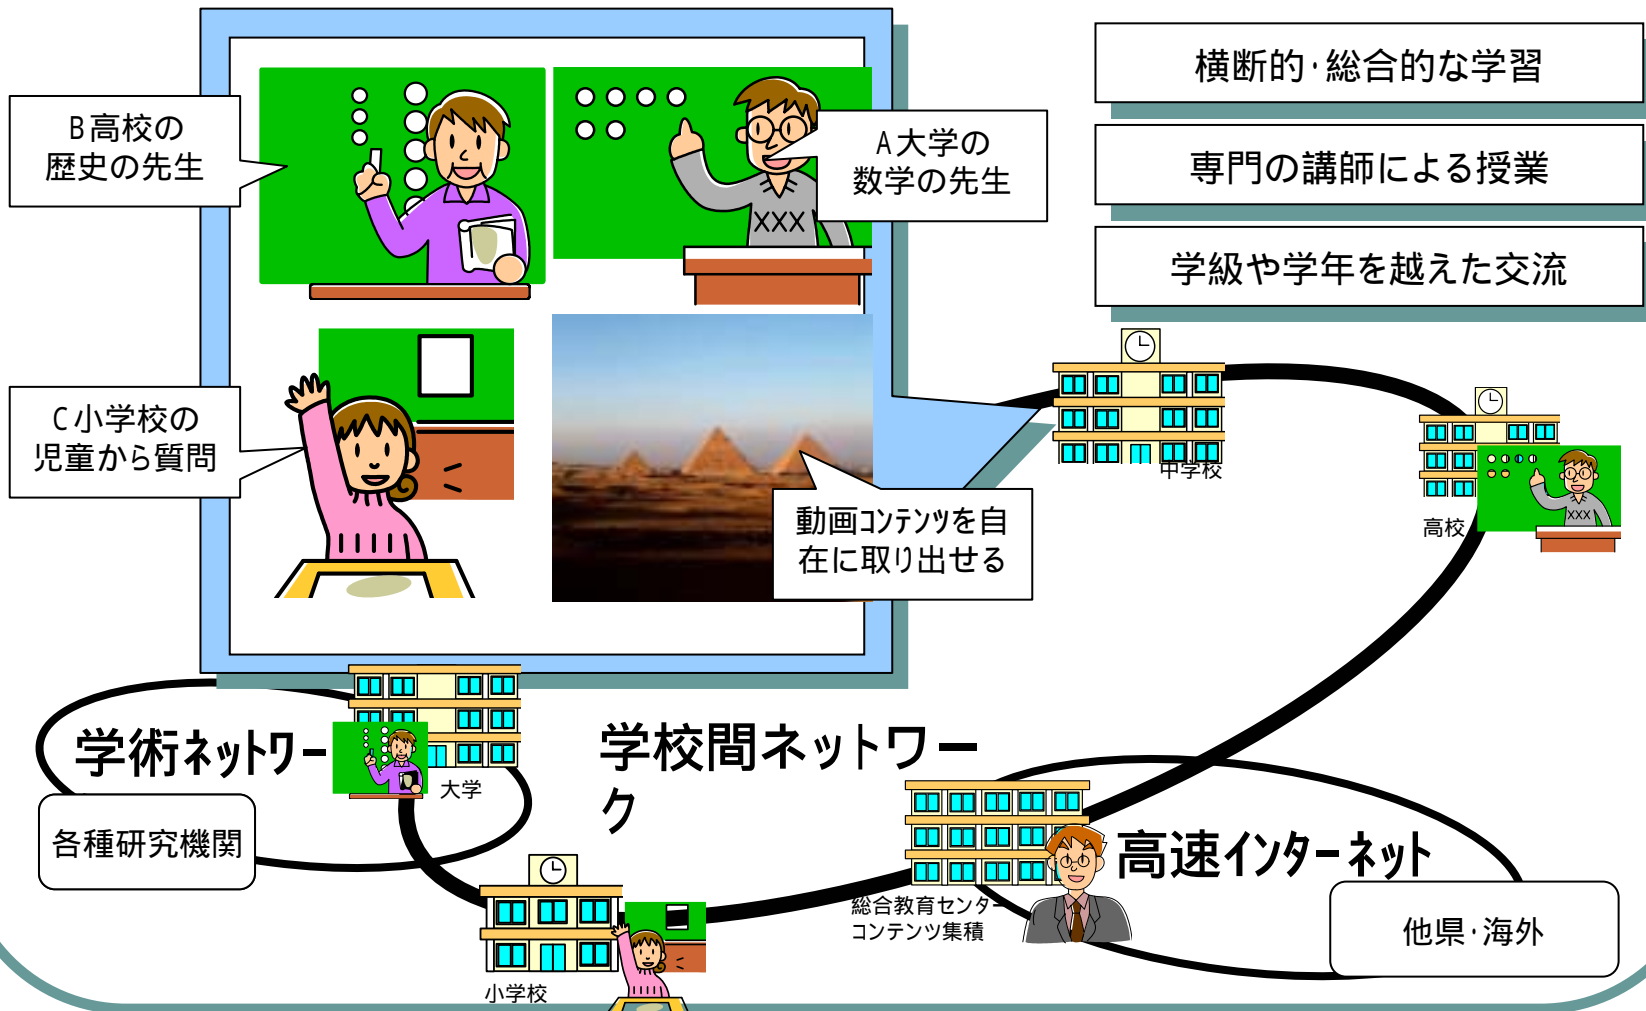 B高校の
歴史の先生
A大学の
数学の先生
横断的・総合的な学習
専門の講師による授業
学級や学年を越えた交流
C小学校の
児童から質問
動画コンテンツを自
在に取り出せる
中学校
高校
学術ネットワー
大学
各種研究機関
学校間ネットワー
ク
高速インターネット
総合教育センター
コンテンツ集積
他県・海外
小学校